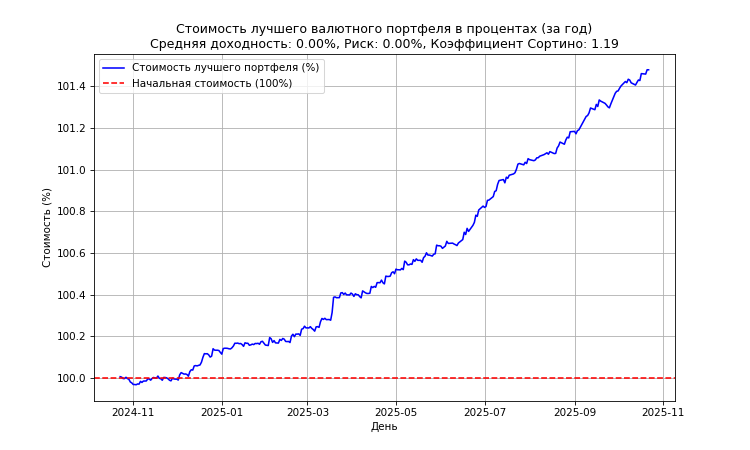 Стоимость лучшего валютного портфеля в процентах (за год)
Средняя доходность: 0.00%, Риск: 0.00%, Коэффициент Сортино: 1.19
Стоимость лучшего портфеля (%)
Начальная стоимость (100%)
Стоимость (%)
101.4
101.2
101.0
100.8
100.6
100.4
100.2
100.0
2024-11
2025-01
2025-03
2025-05
2025-07
2025-09
2025-11
День